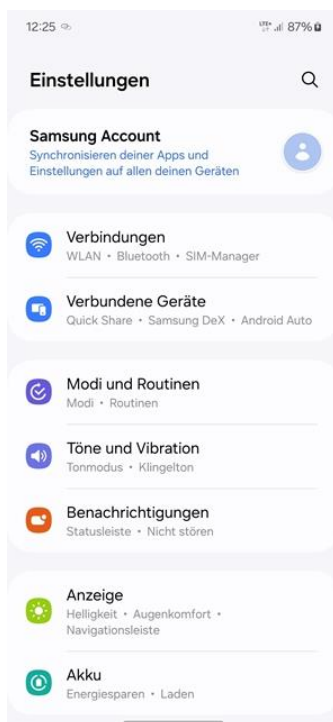 12:25
LTE+ 87%
Einstellungen
Samsung Account
Synchronisieren deiner Apps und
Einstellungen auf allen deinen Geräten
Verbindungen
WLAN • Bluetooth • SIM-Manager
Verbundene Geräte
Quick Share • Samsung DeX • Android Auto
Modi und Routinen
Modi • Routinen
Töne und Vibration
Tonmodus • Klingelton
Benachrichtigungen
Statusleiste • Nicht stören
Anzeige
Helligkeit • Augenkomfort •
Navigationsleiste
Akku
Energiesparen • Laden